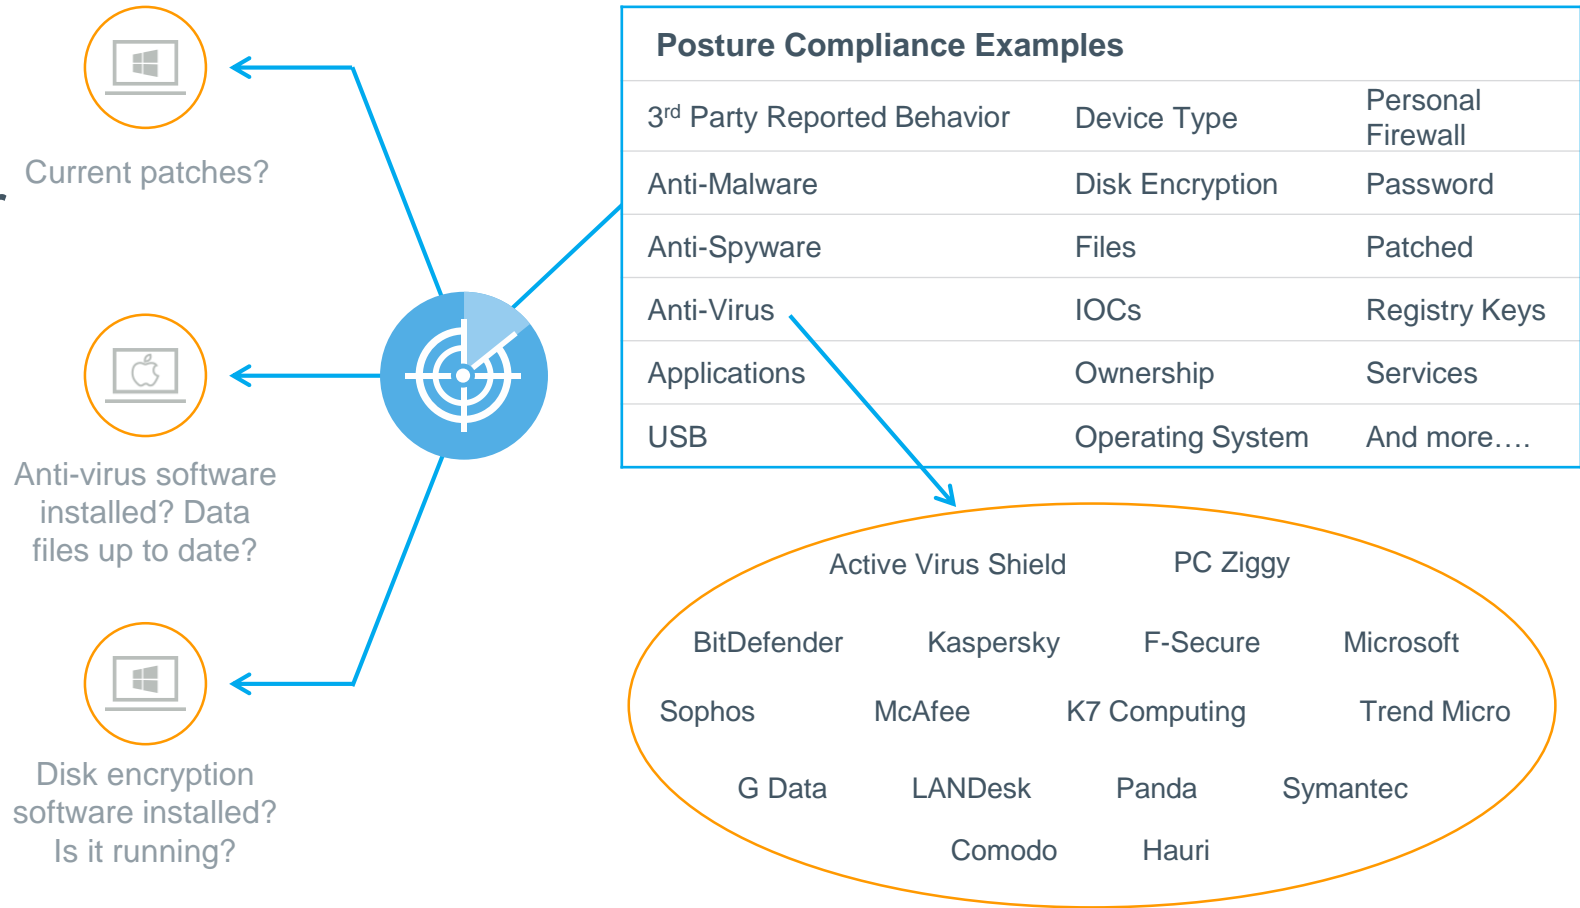 Current patches?
Anti-virus software
installed? Data
files up to date?
Disk encryption
software installed?
Is it running?
Posture Compliance Examples
3rd Party Reported Behavior Device Type Personal
Firewall
Anti-Malware Disk Encryption Password
Anti-Spyware Files Patched
Anti-Virus IOCs Registry Keys
Applications Ownership Services
USB Operating System And more….
Active Virus Shield PC Ziggy
BitDefender Kaspersky F-Secure Microsoft
Sophos McAfee K7 Computing Trend Micro
G Data LANDesk Panda Symantec
Comodo Hauri